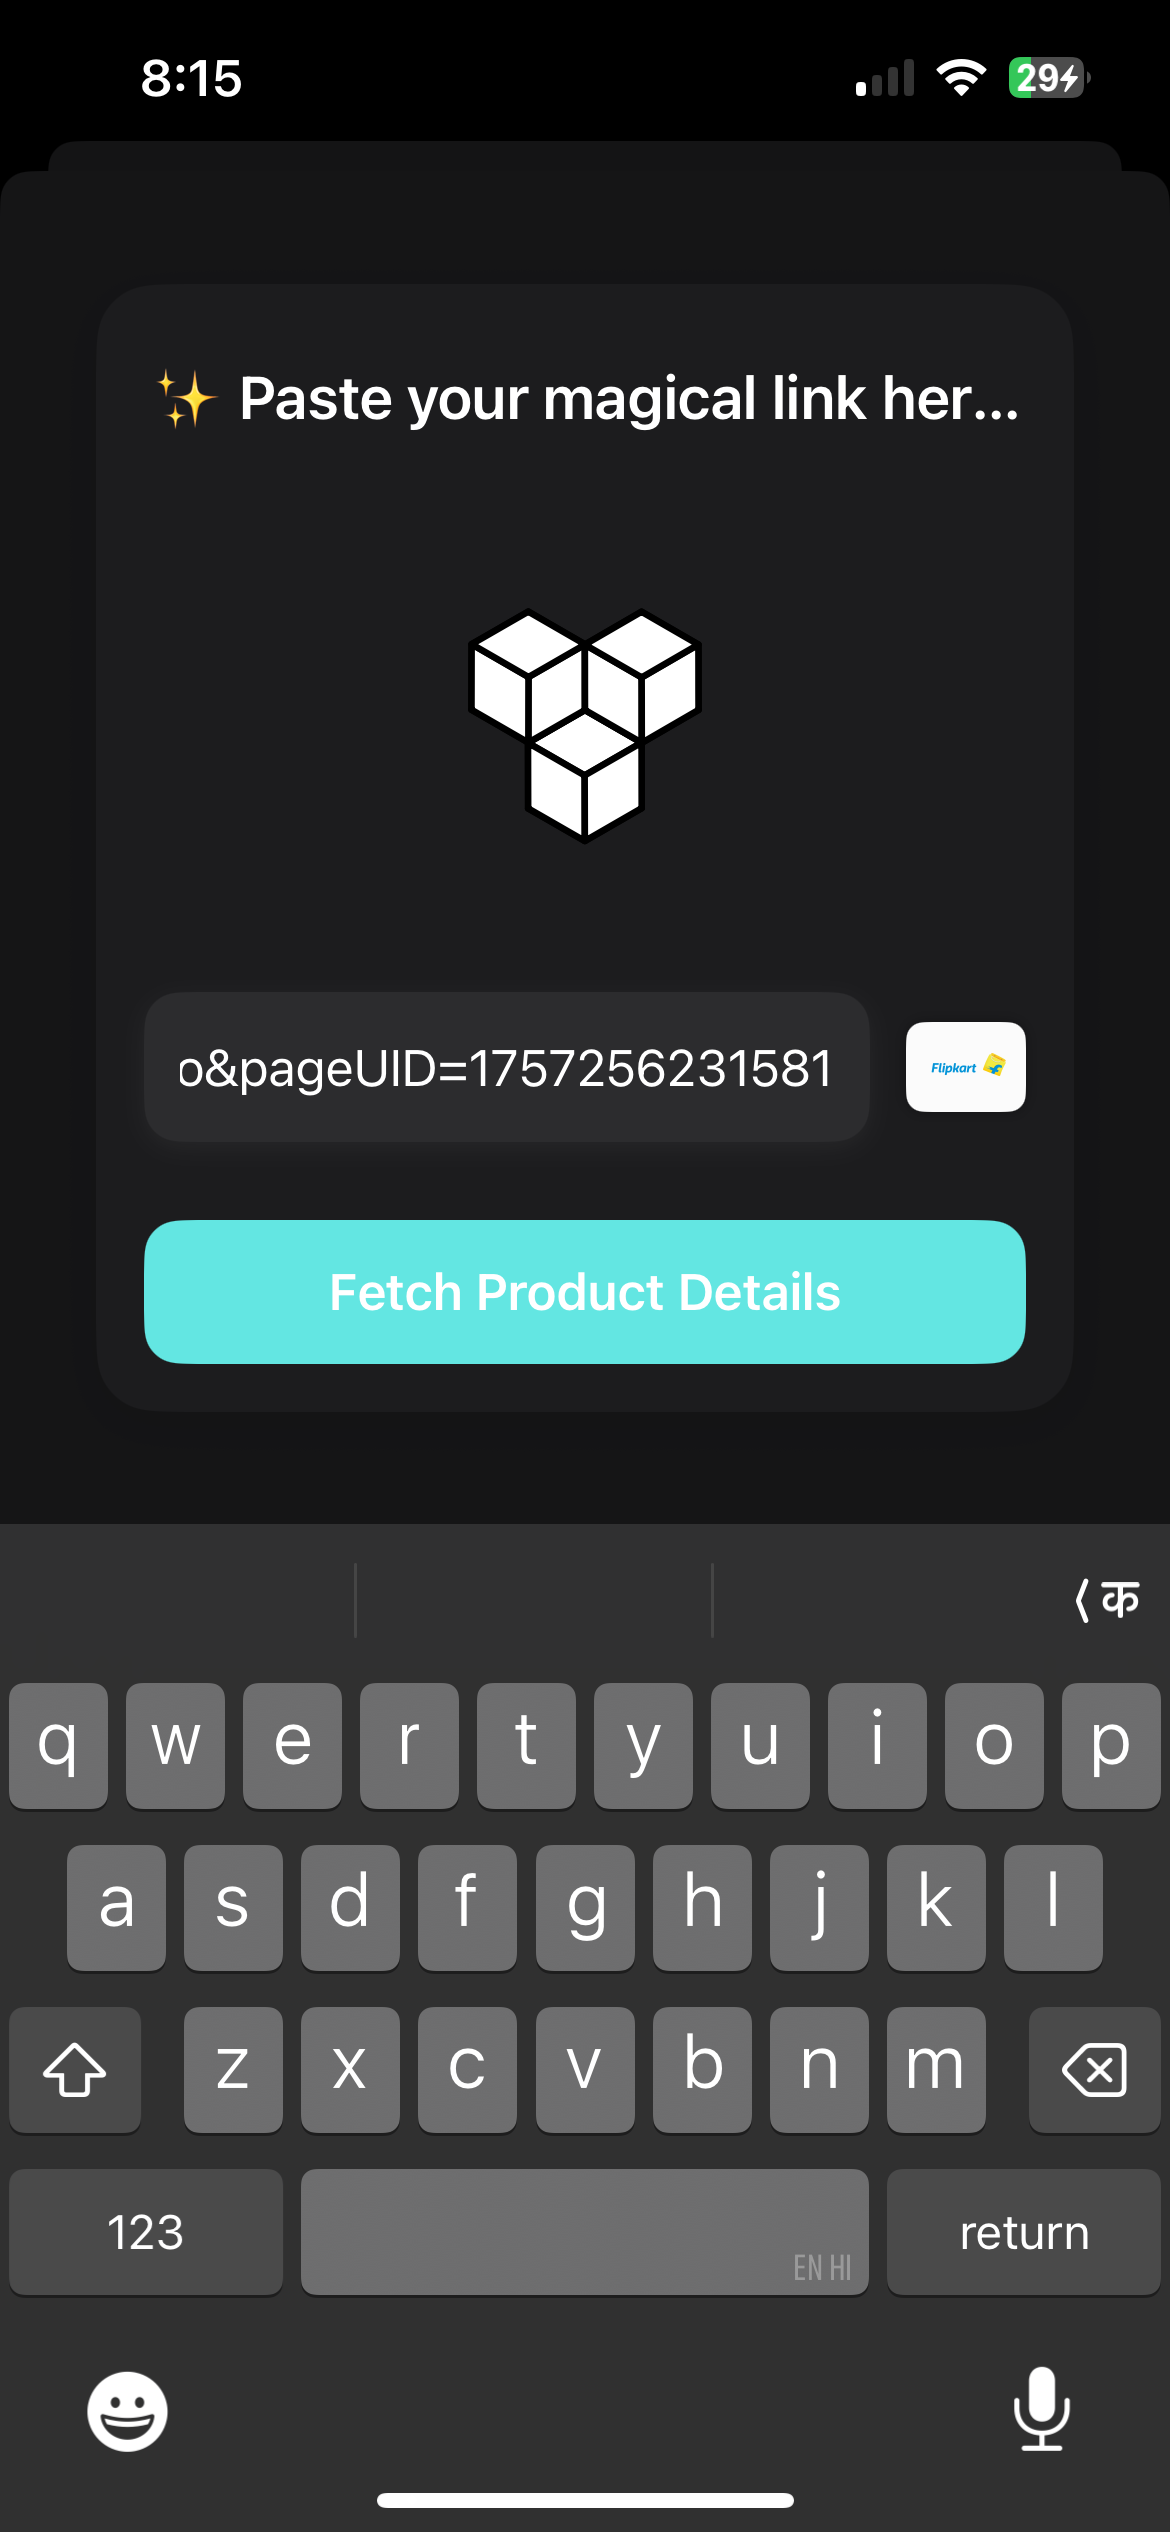 8:15
29
✨ Paste your magical link her...
o&pageUID=1757256231581
Flipkart
Fetch Product Details
क
q w e r t y u i o p
a s d f g h j k l
z x c v b n m
123
EN HI
return